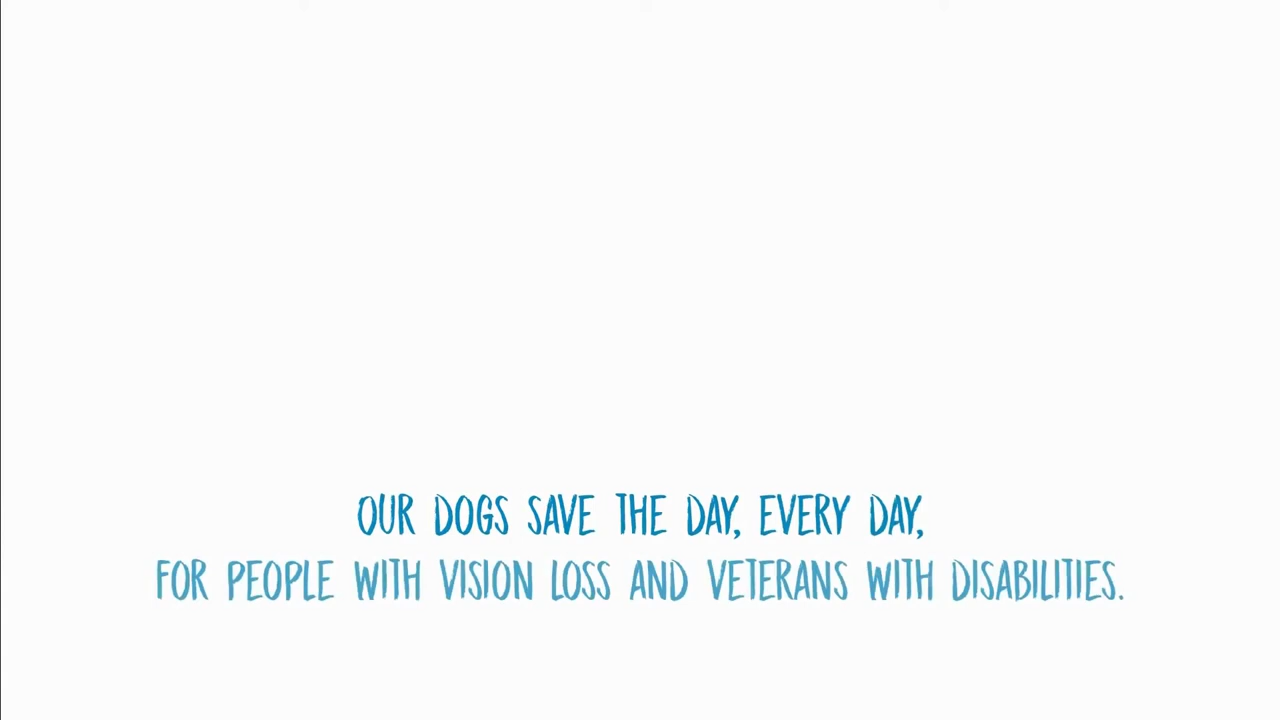 OUR DOGS SAVE THE DAY, EVERY DAY,
FOR PEOPLE WITH VISION LOSS AND VETERANS WITH DISABILITIES.